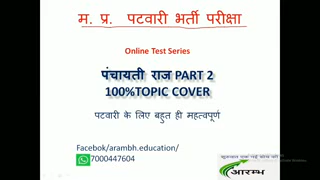 म. प्र. पटवारी भर्ती परीक्षा
Online Test Series
पंचायती राज PART 2
100%TOPIC COVER
पटवारी के लिए बहुत ही महत्वपूर्ण
Facebok/arambh.education/
7000447604
आरम्भ